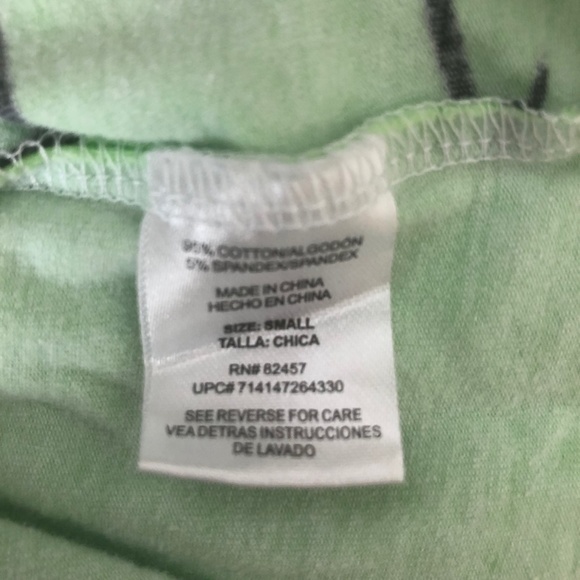 95% COTTON/ALGODÓN
5% SPANDEX/SPANDEX
MADE IN CHINA
HECHO EN CHINA
SIZE: SMALL
TALLA: CHICA
RN# 82457
UPC# 714147264330
SEE REVERSE FOR CARE
VEA DETRAS INSTRUCCIONES
DE LAVADO